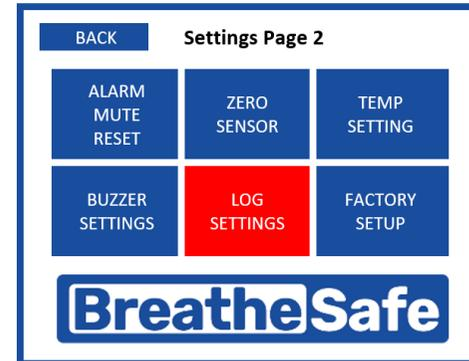 BACK
Settings Page 2
ALARM
MUTE
RESET
ZERO
SENSOR
TEMP
SETTING
BUZZER
SETTINGS
LOG
SETTINGS
FACTORY
SETUP
BreatheSafe